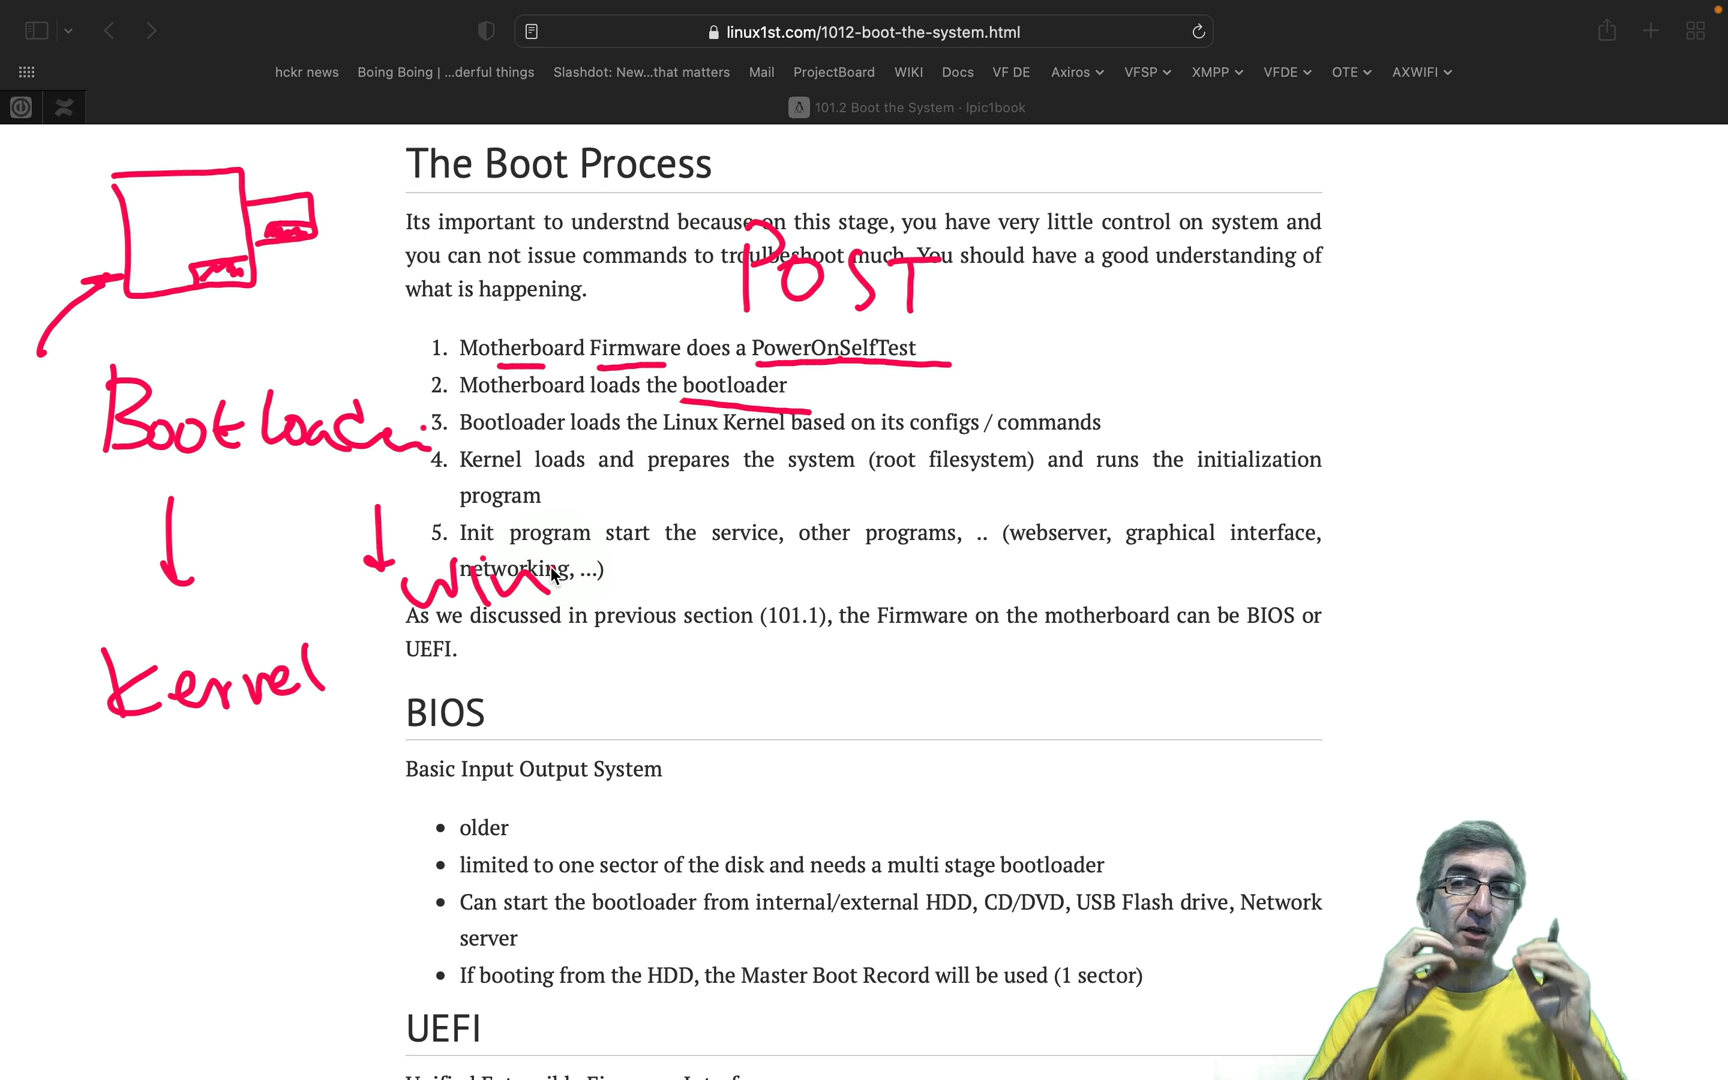 linux1st.com/1012-boot-the-system.html
hckr news Boing Boing | ...derful things Slashdot: New...that matters Mail ProjectBoard WIKI Docs VF DE Axiros VFSP XMPP VFDE OTE AXWIFI
101.2 Boot the System · lpic1book
The Boot Process
Its important to understnd because on this stage, you have very little control on system and
you can not issue commands to troulbeshoot much. You should have a good understanding of
what is happening.
POST
1. Motherboard Firmware does a PowerOnSelfTest
2. Motherboard loads the bootloader
3. Bootloader loads the Linux Kernel based on its configs / commands
Bootloader
4. Kernel loads and prepares the system (root filesystem) and runs the initialization
program
5. Init program start the service, other programs, .. (webserver, graphical interface,
networking, ...)
Win
As we discussed in previous section (101.1), the Firmware on the motherboard can be BIOS or
UEFI.
Kernel
BIOS
Basic Input Output System
• older
• limited to one sector of the disk and needs a multi stage bootloader
• Can start the bootloader from internal/external HDD, CD/DVD, USB Flash drive, Network
server
• If booting from the HDD, the Master Boot Record will be used (1 sector)
UEFI